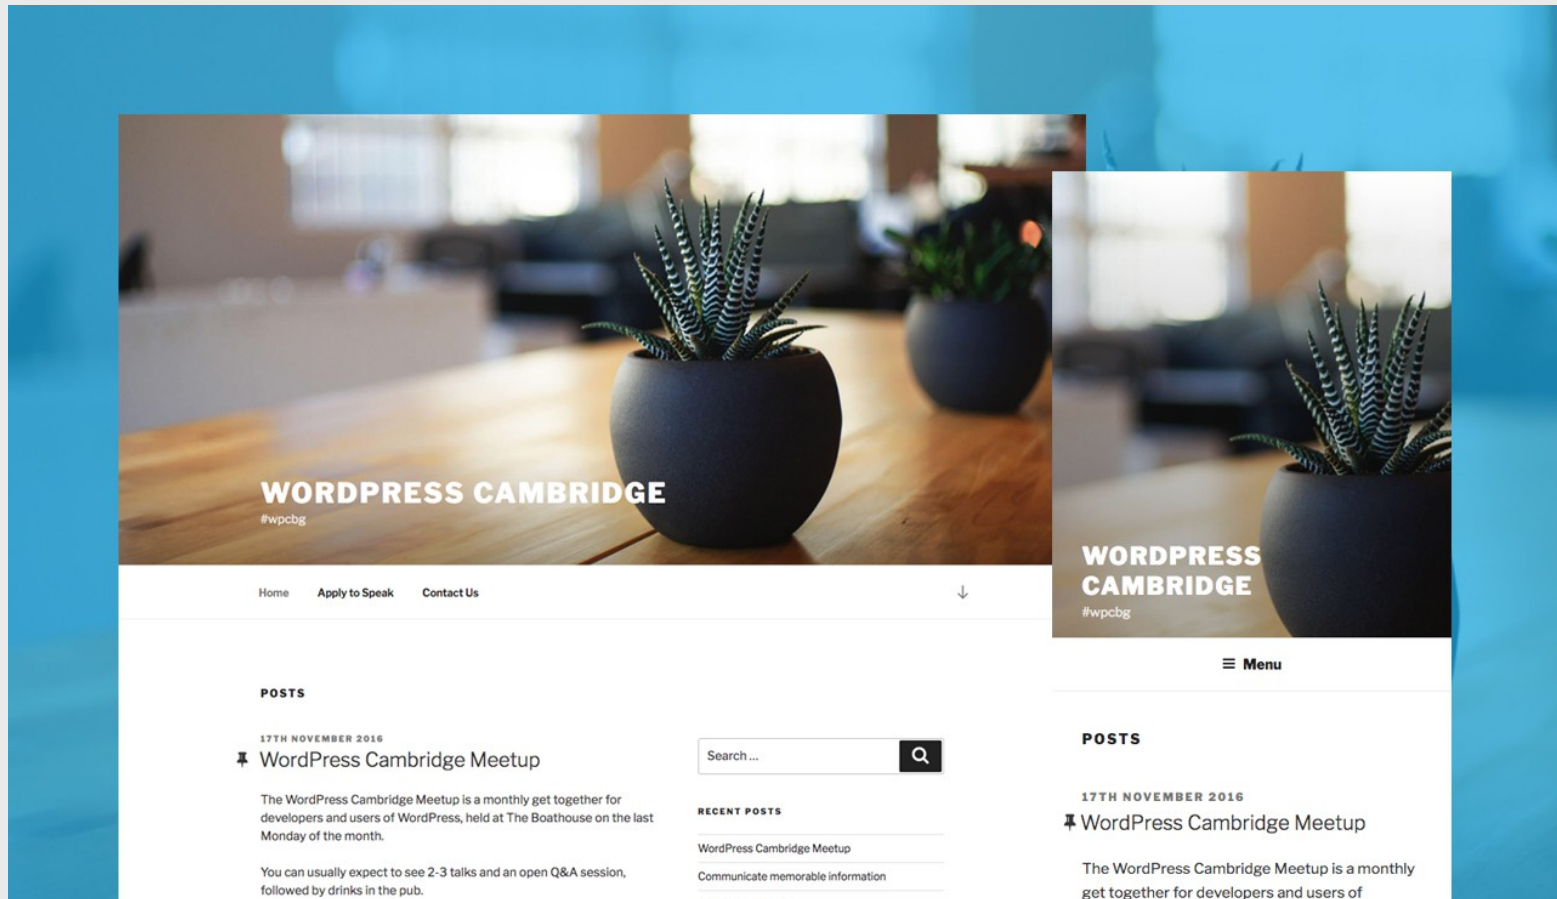 WORDPRESS CAMBRIDGE
#wpcbg
Home Apply to Speak Contact Us
POSTS
17TH NOVEMBER 2016
WordPress Cambridge Meetup
The WordPress Cambridge Meetup is a monthly get together for
developers and users of WordPress, held at The Boathouse on the last
Monday of the month.
You can usually expect to see 2-3 talks and an open Q&A session,
followed by drinks in the pub.
Search ...
RECENT POSTS
WordPress Cambridge Meetup
Communicate memorable information
WORDPRESS
CAMBRIDGE
#wpcbg
Menu
POSTS
17TH NOVEMBER 2016
WordPress Cambridge Meetup
The WordPress Cambridge Meetup is a monthly
get together for developers and users of